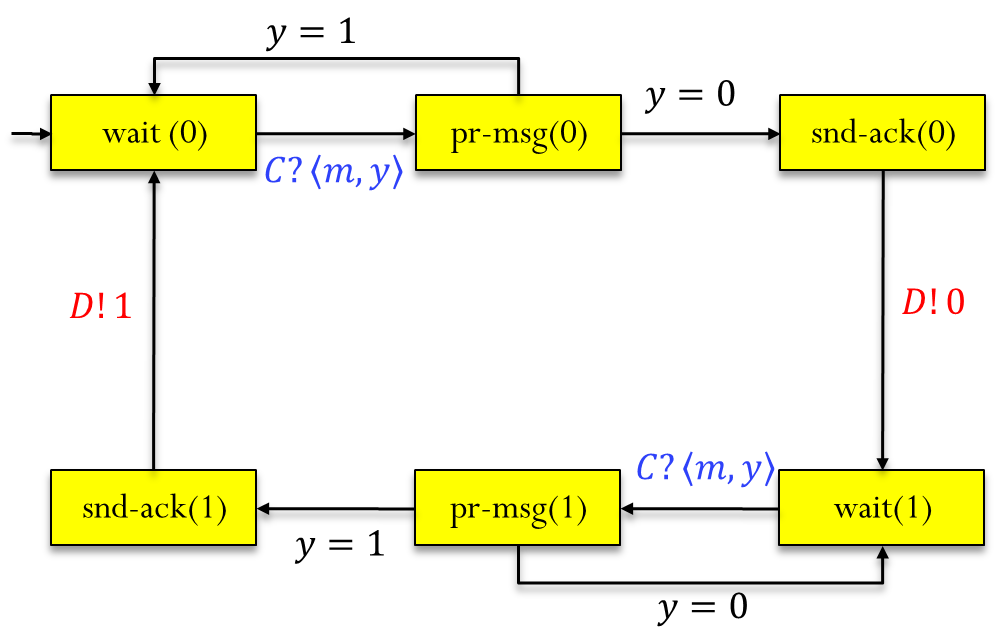 y = 1
y = 0
wait (0)
pr-msg(0)
snd-ack(0)
C? ⟨m, y⟩
D! 1
D! 0
C? ⟨m, y⟩
snd-ack(1)
pr-msg(1)
wait(1)
y = 1
y = 0